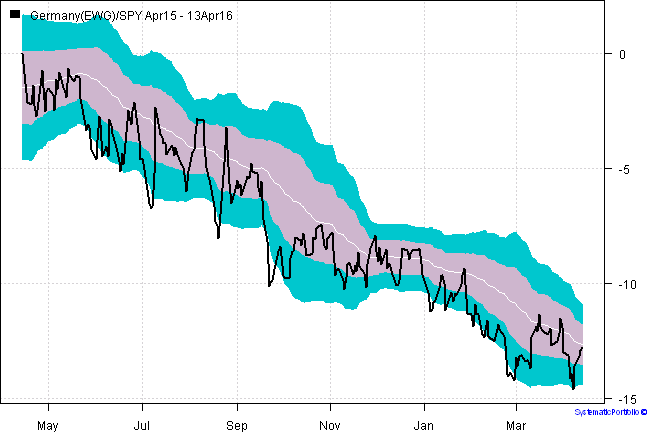 Germany(EWG)/SPY Apr15 - 13Apr16
0
-5
-10
-15
SystematicPortfolio ©
May Jul Sep Nov Jan Mar